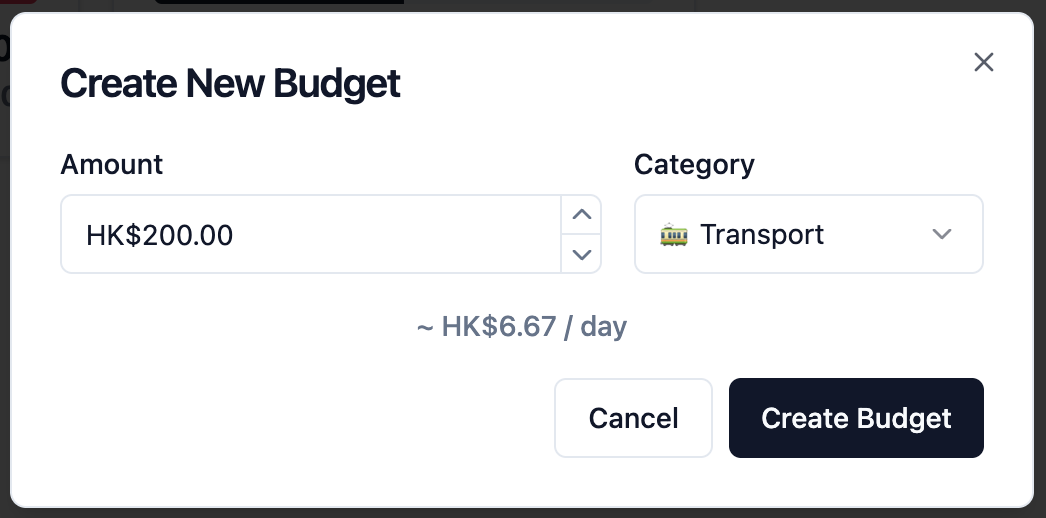 Create New Budget
Amount
Category
HK$200.00
Transport
~ HK$6.67 / day
Cancel
Create Budget